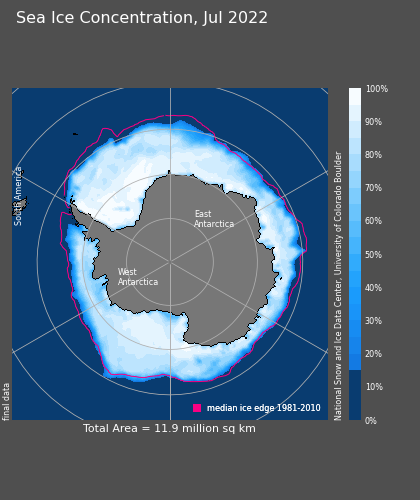 Sea Ice Concentration, Jul 2022
100%
90%
80%
70%
60%
50%
40%
30%
20%
10%
0%
South America
East
Antarctica
West
Antarctica
median ice edge 1981-2010
final data
National Snow and Ice Data Center, University of Colorado Boulder
Total Area = 11.9 million sq km